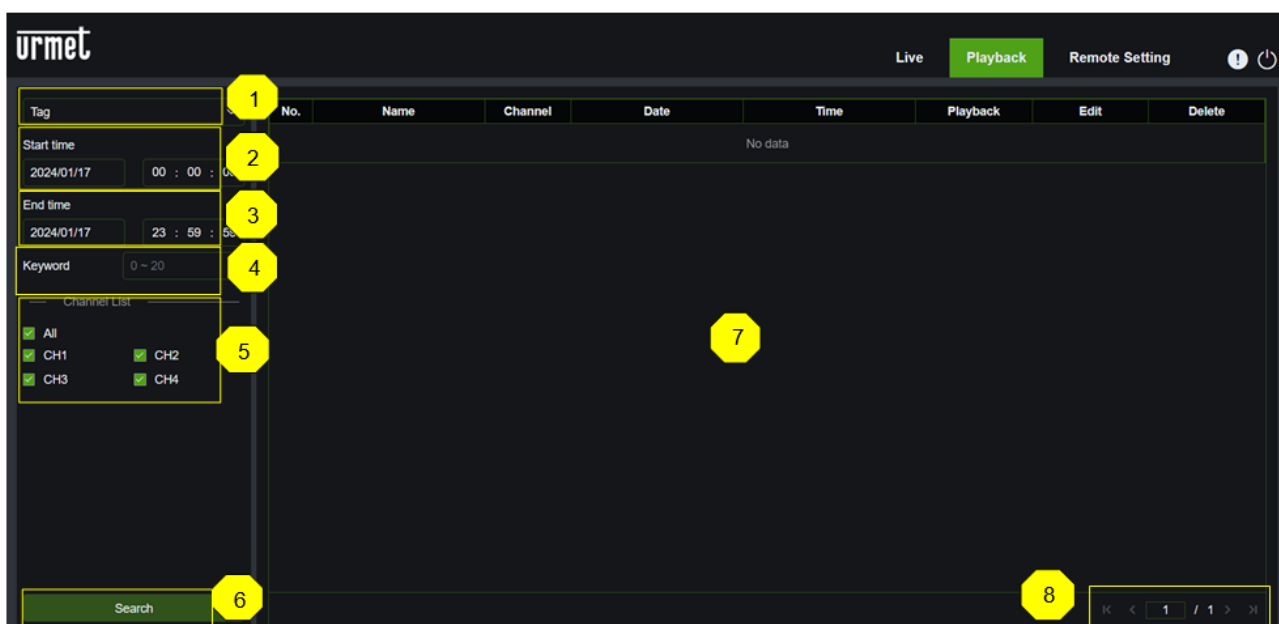 urmet
Live Playback Remote Setting
Tag 1
No. Name Channel Date Time Playback Edit Delete
Start time
2
No data
2024/01/17 00 : 00 :
End time
3
2024/01/17 23 : 59 : 59
Keyword 0 ~ 20 4
Channel List
All
7
CH1 CH2 5
CH3 CH4
Search 6
8
1 / 1